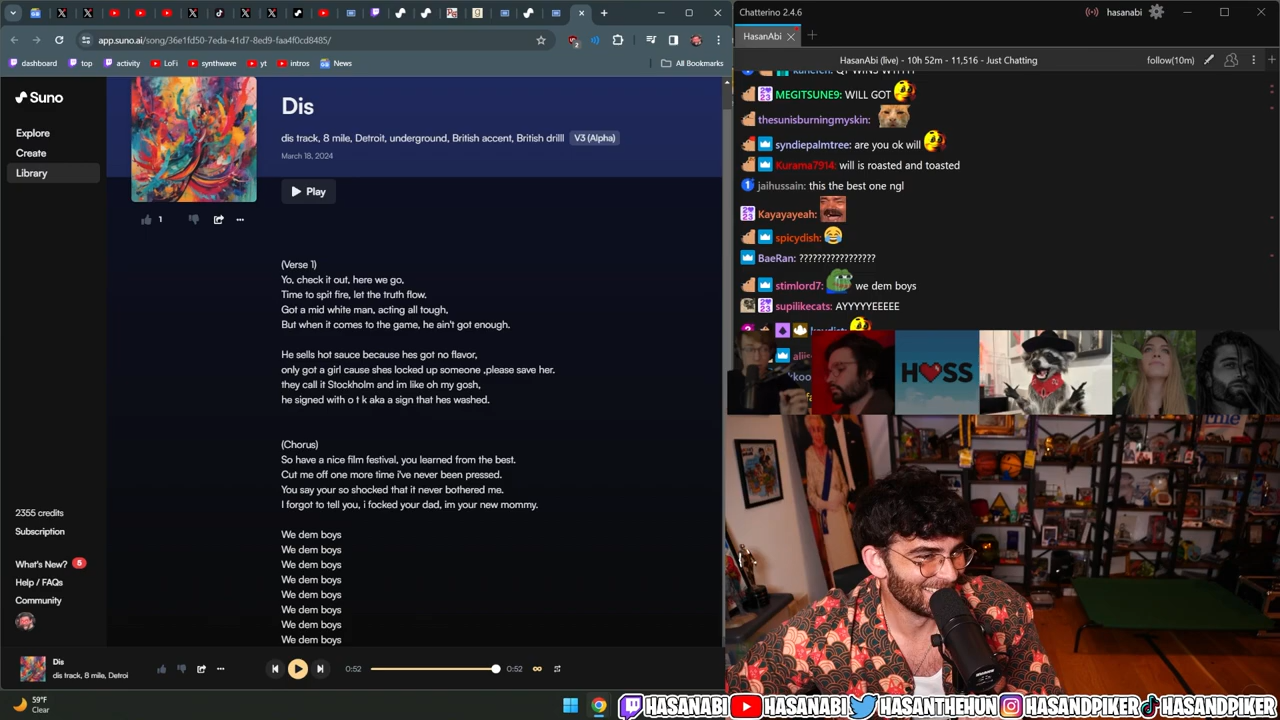 Chatterino 2.4.6
hasanabi
HasanAbi
app.suno.ai/song/36e1fd50-7eda-41d7-8ed9-faa4f0cd8485/
HasanAbi (live) - 10h 52m - 11,516 - Just Chatting
follow(10m)
dashboard
top
activity
LoFi
synthwave
yt
intros
News
All Bookmarks
Suno
Explore
Create
Library
2355 credits
Subscription
What's New? 5
Help / FAQs
Community
Dis
dis track, 8 mile, Detroit, underground, British accent, British drilll V3 (Alpha)
March 18, 2024
Play
1
(Verse 1)
Yo, check it out, here we go,
Time to spit fire, let the truth flow.
Got a mid white man, acting all tough,
But when it comes to the game, he ain't got enough.
He sells hot sauce because hes got no flavor,
only got a girl cause shes locked up someone ,please save her.
they call it Stockholm and im like oh my gosh,
he signed with o t k aka a sign that hes washed.
(Chorus)
So have a nice film festival, you learned from the best.
Cut me off one more time i've never been pressed.
You say your so shocked that it never bothered me.
I forgot to tell you, i focked your dad, im your new mommy.
We dem boys
We dem boys
We dem boys
We dem boys
We dem boys
We dem boys
We dem boys
We dem boys
Dis
dis track, 8 mile, Detroi
0:52
0:52
59°F
Clear
MEGITSUNE9: WILL GOT
thesunisburningmyskin:
syndiepalmtree: are you ok will
Kurama7914: will is roasted and toasted
jaihussain: this the best one ngl
Kayayayeah:
spicydish:
BaeRan: ????????????????
stimlord7: we dem boys
supilikecats: AYYYYYEEEEE
H SS
HASANABI
HASANABI
HASANTHEHUN
HASANDPIKER
HASANDPIKER